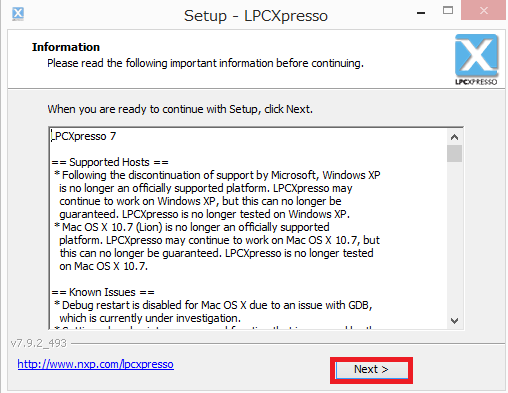 Setup - LPCXpresso
Information
Please read the following important information before continuing.
X
LPCXPRESSO
When you are ready to continue with Setup, click Next.
LPCXpresso 7
== Supported Hosts ==
* Following the discontinuation of support by Microsoft, Windows XP
is no longer an officially supported platform. LPCXpresso may
continue to work on Windows XP, but this can no longer be
guaranteed. LPCXpresso is no longer tested on Windows XP.
* Mac OS X 10.7 (Lion) is no longer an officially supported
platform. LPCXpresso may continue to work on Mac OS X 10.7, but
this can no longer be guaranteed. LPCXpresso is no longer tested
on Mac OS X 10.7.
== Known Issues ==
* Debug restart is disabled for Mac OS X due to an issue with GDB,
which is currently under investigation.
v7.9.2_493
http://www.nxp.com/lpcxpresso
Next >